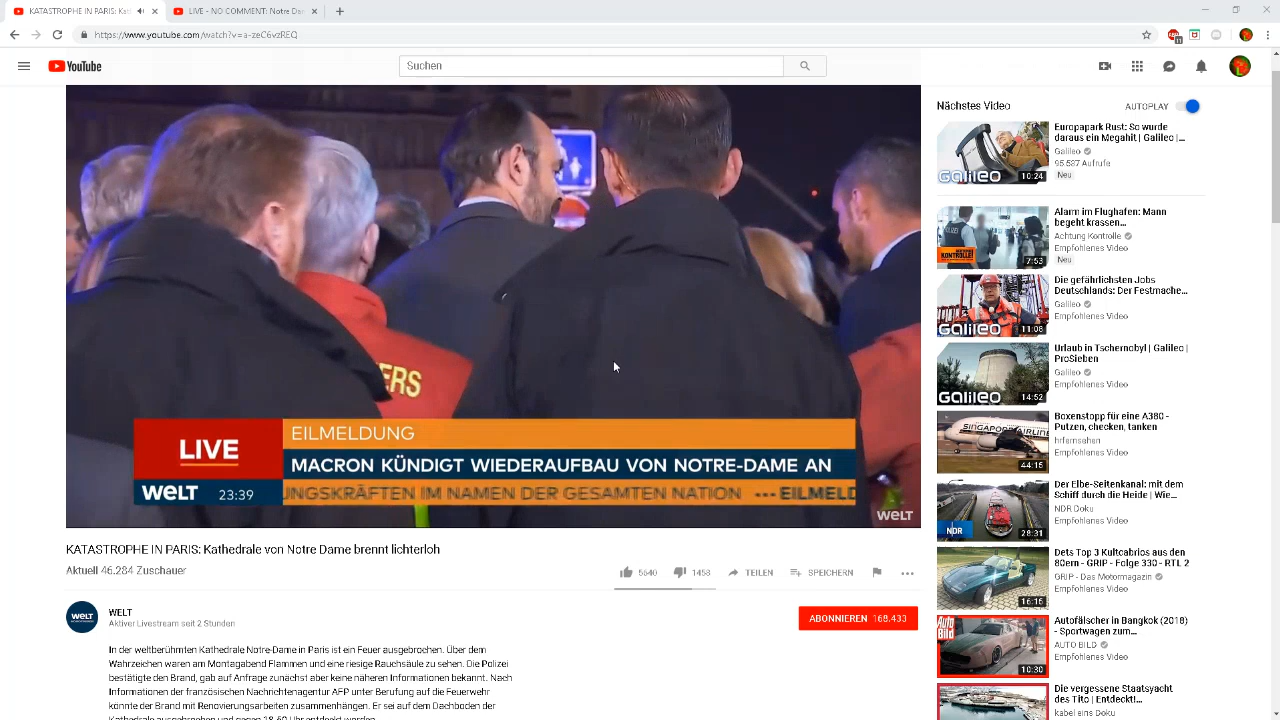 KATASTROPHE IN PARIS: Kat
LIVE - NO COMMENT: Notre Da
https://www.youtube.com/watch?v=a-zeC6vzREQ
11
YouTube
Suchen
LIVE
EILMELDUNG
MACRON KÜNDIGT WIEDERAUFBAU VON NOTRE-DAME AN
welt 23:39
UNGSKRÄFTEN IM NAMEN DER GESAMTEN NATION --- EILMELD
welt
KATASTROPHE IN PARIS: Kathedrale von Notre Dame brennt lichterloh
Aktuell 46.284 Zuschauer
5540
1458
TEILEN
SPEICHERN
WELT
Aktiver Livestream seit 2 Stunden
ABONNIEREN 168.433
In der weltberühmten Kathedrale Notre-Dame in Paris ist ein Feuer ausgebrochen. Über dem
Wahrzeichen waren am Montagabend Flammen und eine riesige Rauchsäule zu sehen. Die Polizei
bestätigte den Brand, gab auf Anfrage zunächst aber keine näheren Informationen bekannt. Nach
Informationen der französischen Nachrichtenagentur AFP unter Berufung auf die Feuerwehr
könnte der Brand mit Renovierungsarbeiten zusammenhängen. Er sei auf dem Dachboden der
Nächstes Video
AUTOPLAY
Europapark Rust: So wurde
daraus ein Megahit | Galileo |...
Galileo
95.587 Aufrufe
Neu
Galileo
10:24
Alarm im Flughafen: Mann
begeht krassen...
Achtung Kontrolle
Empfohlenes Video
Neu
7:53
Die gefährlichsten Jobs
Deutschlands: Der Festmache...
Galileo
Empfohlenes Video
Galileo
11:08
Urlaub in Tschernobyl | Galileo |
ProSieben
Galileo
Empfohlenes Video
Galileo
14:52
Boxenstopp für eine A380 -
Putzen, checken, tanken
hrfernsehen
Empfohlenes Video
SINGAPORE AIRLINE
44:15
Der Elbe-Seitenkanal: mit dem
Schiff durch die Heide | Wie...
NDR Doku
Empfohlenes Video
NDR
28:31
Dets Top 3 Kultcabrios aus den
80ern - GRIP - Folge 330 - RTL 2
GRIP - Das Motormagazin
Empfohlenes Video
16:16
Autofälscher in Bangkok (2018)
- Sportwagen zum...
AUTO BILD
Empfohlenes Video
Auto
Bild
10:30
Die vergessene Staatsyacht
des Tito | Entdeckt!...
kabel eins Doku